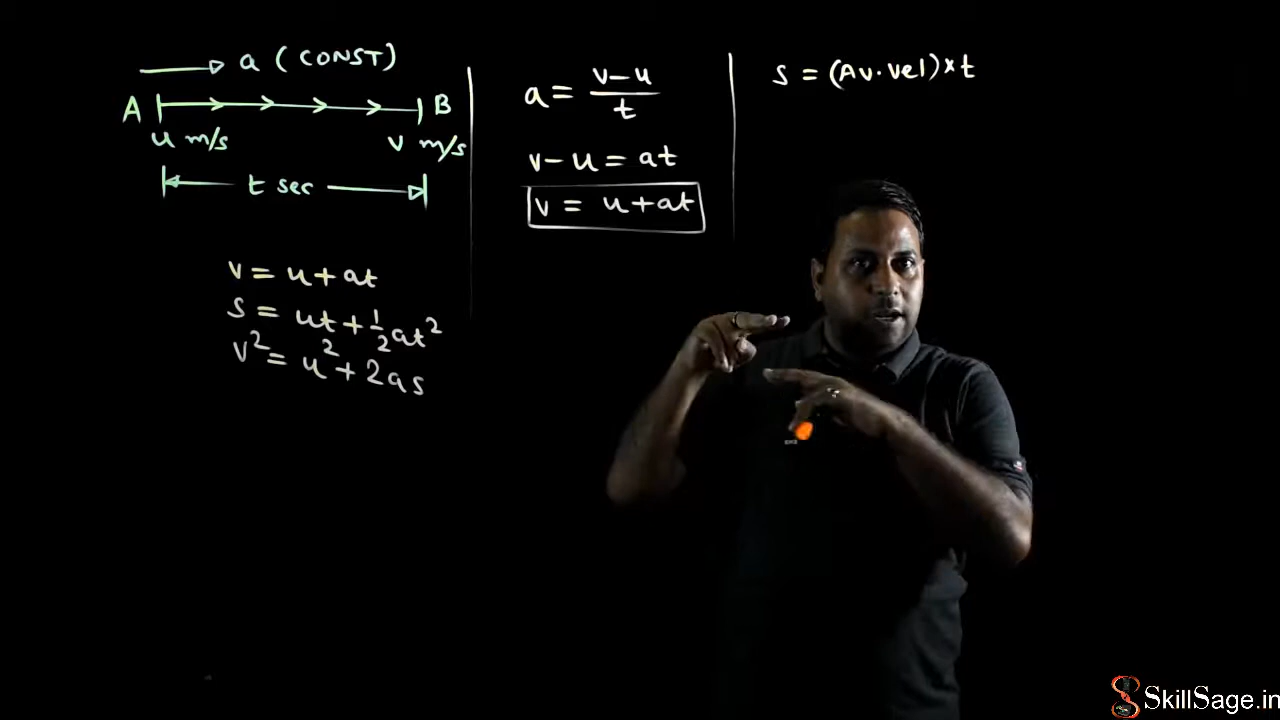 a (CONST)
A B
u m/s v m/s
t sec
v = u + at
s = ut + 1/2 at²
v² = u² + 2as
a = v-u/t
v-u = at
v = u+at
s = (Av.vel)×t
SkillSage.in